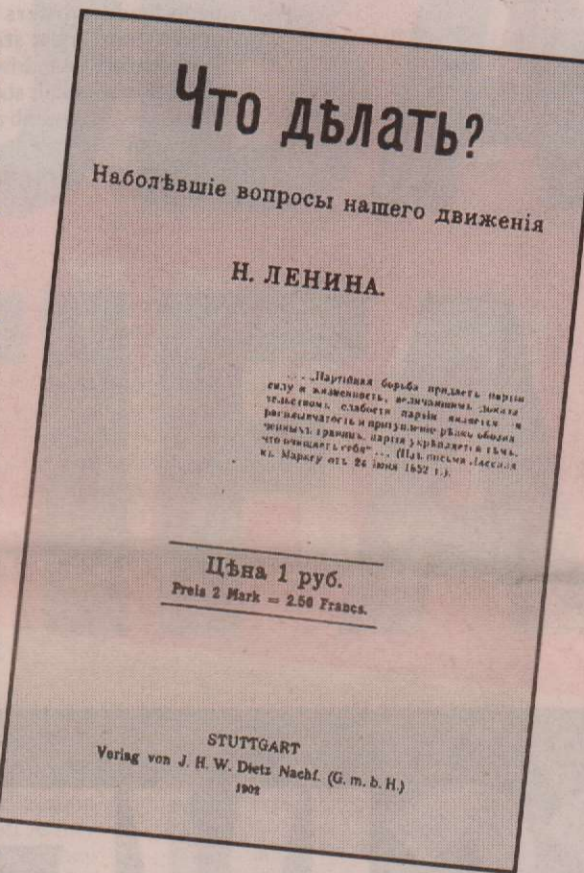 Что дѣлать?
Наболѣвшіе вопросы нашего движенія
Н. ЛЕНИНА.
. . . „Партійная борьба придаетъ партіи
силу и жизненность, величайшимъ доказа
тельствомъ слабости партіи является ея
расплывчатость и притупленіе рѣзко обозна
ченныхъ границъ, партія укрѣпляется тѣмъ,
что очищаетъ себя“ . . . (Изъ письма Лассаля
къ Марксу отъ 24 іюня 1852 г.).
Цѣна 1 руб.
Preis 2 Mark = 2.50 Francs.
STUTTGART
Verlag von J. H. W. Dietz Nachf. (G. m. b. H.)
1902